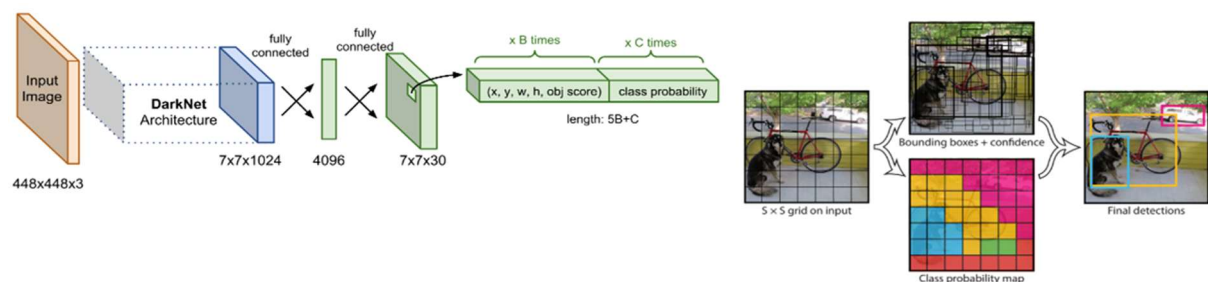 Input
Image
448x448x3
DarkNet
Architecture
fully
connected
7x7x1024
4096
fully
connected
7x7x30
x B times
x C times
(x, y, w, h, obj score)
class probability
length: 5B+C
S × S grid on input
Bounding boxes + confidence
Class probability map
Final detections